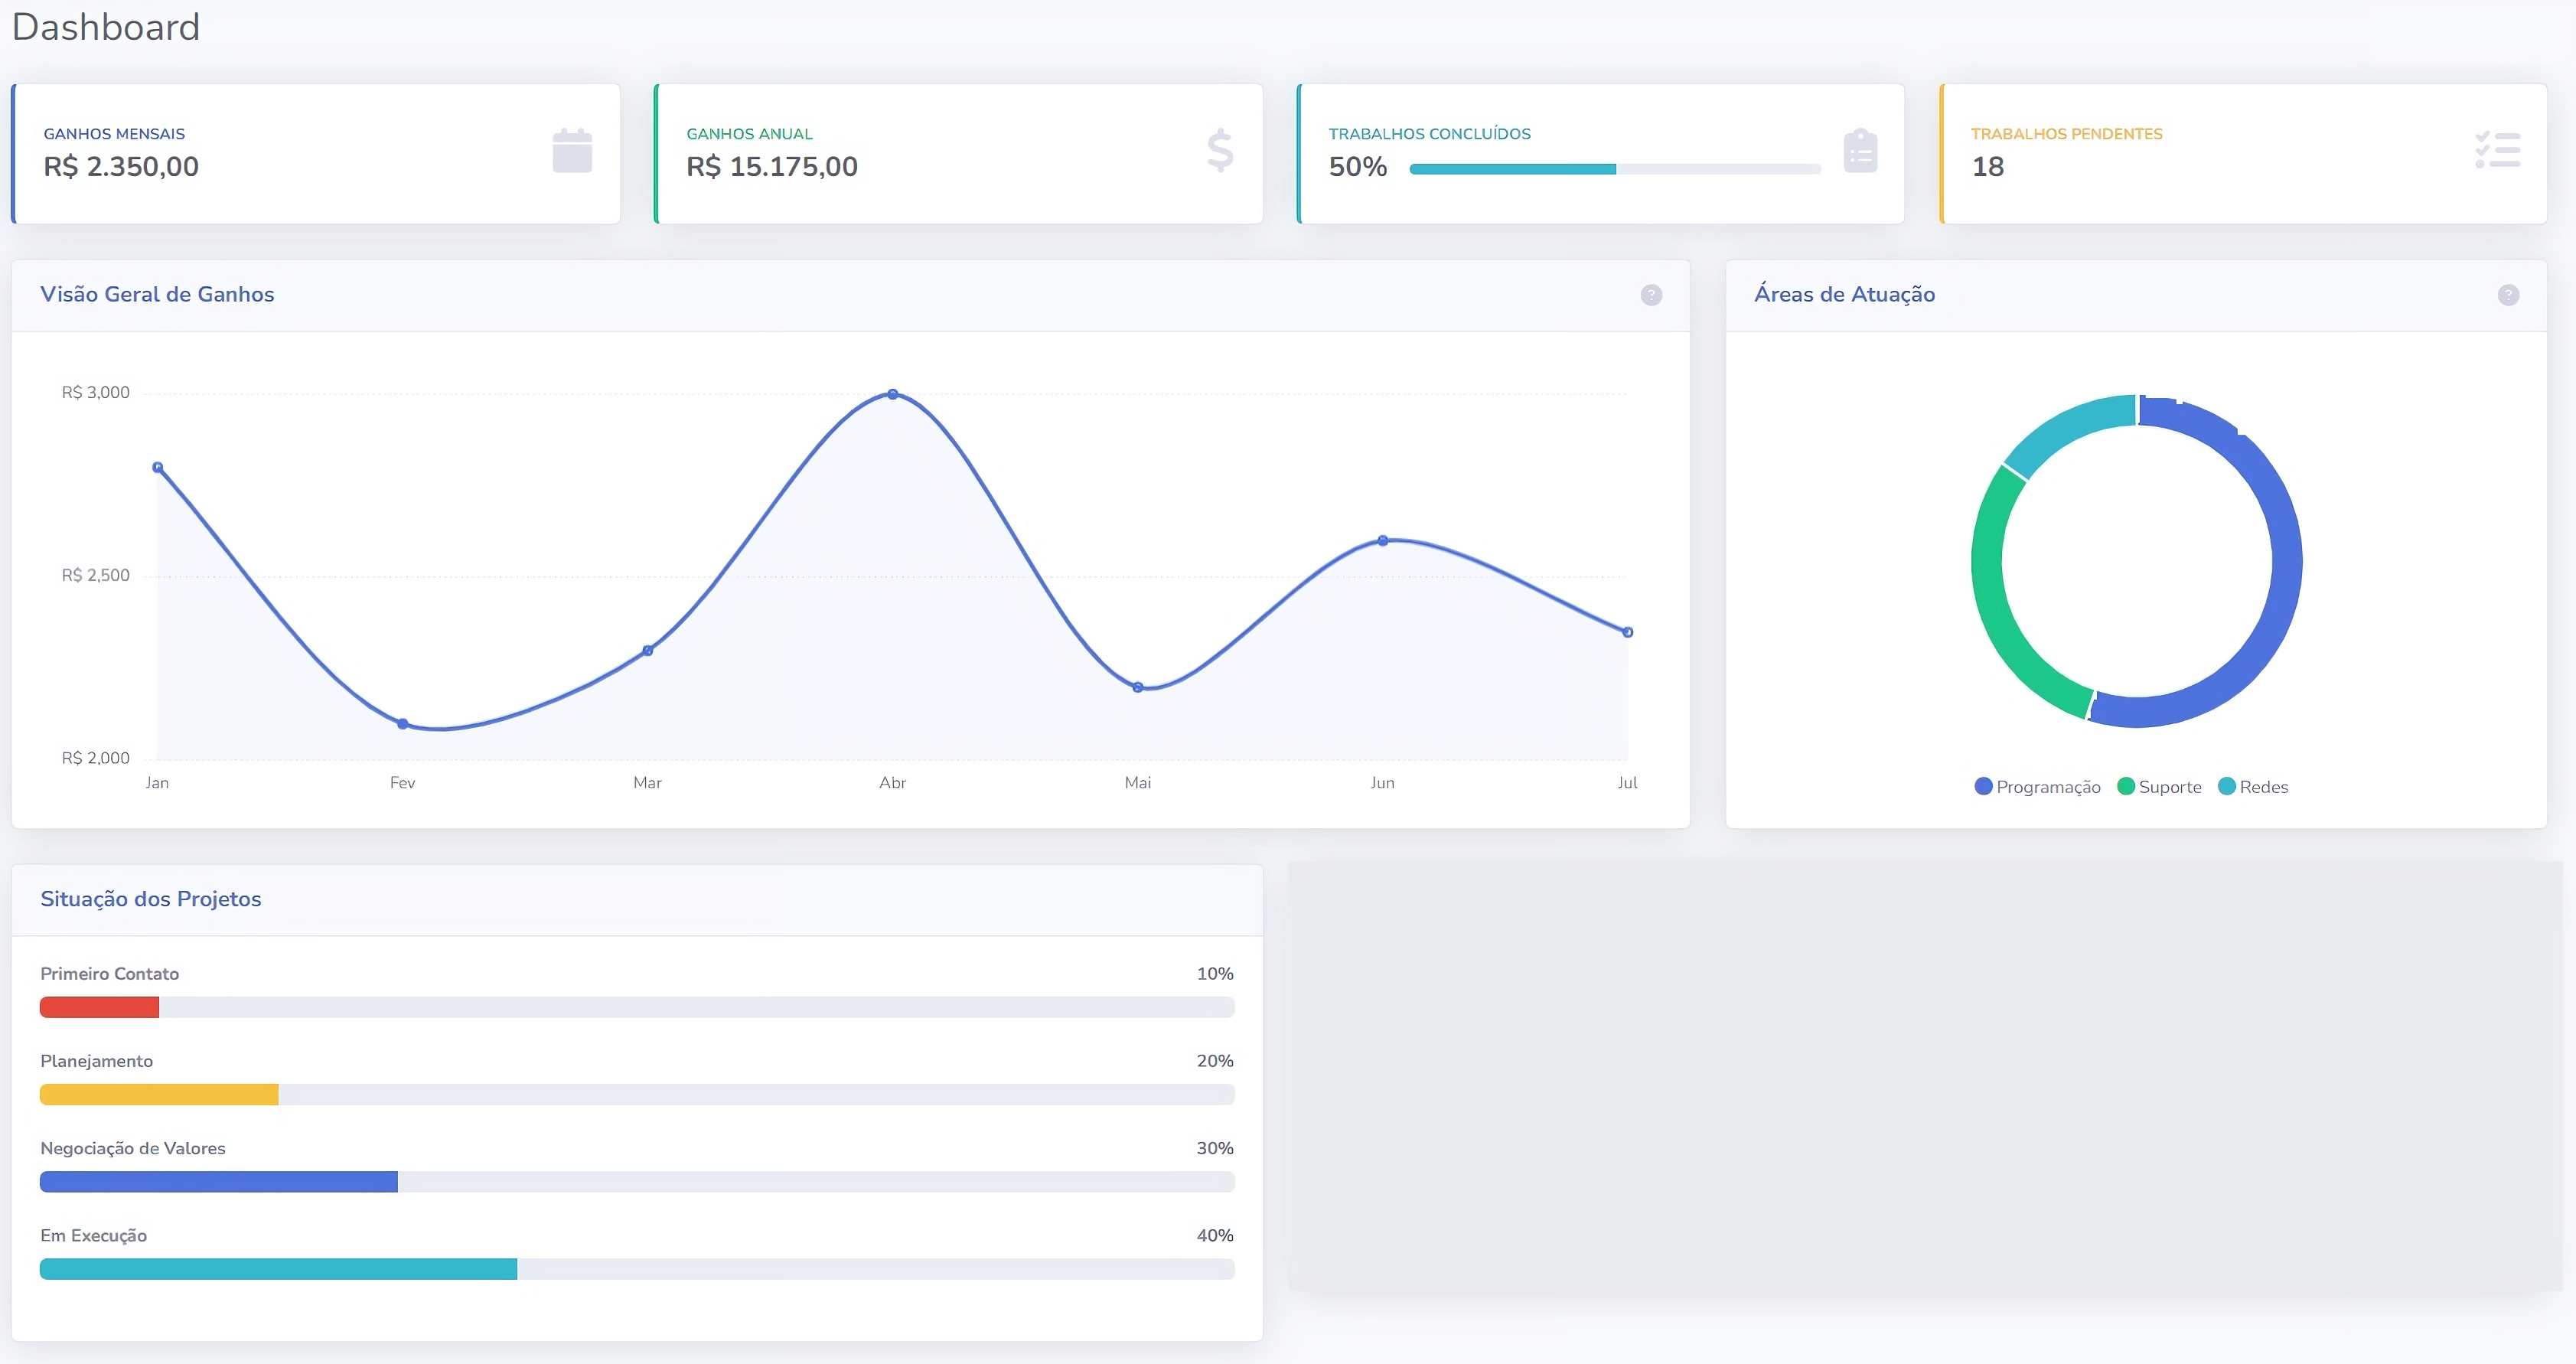 Dashboard
GANHOS MENSAIS
R$ 2.350,00
GANHOS ANUAL
R$ 15.175,00
TRABALHOS CONCLUÍDOS
50%
TRABALHOS PENDENTES
18
Visão Geral de Ganhos
?
R$ 3,000
R$ 2,500
R$ 2,000
Jan Fev Mar Abr Mai Jun Jul
Áreas de Atuação
?
Programação Suporte Redes
Situação dos Projetos
Primeiro Contato 10%
Planejamento 20%
Negociação de Valores 30%
Em Execução 40%